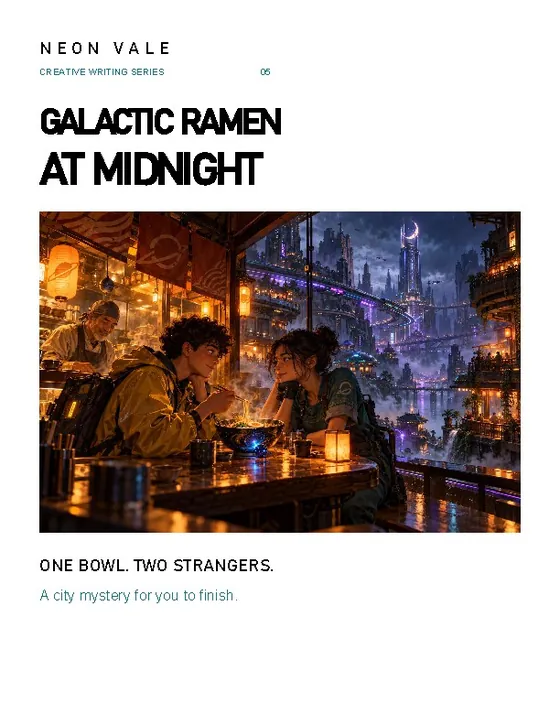 NEON VALE
CREATIVE WRITING SERIES 05
GALACTIC RAMEN
AT MIDNIGHT
ONE BOWL. TWO STRANGERS.
A city mystery for you to finish.